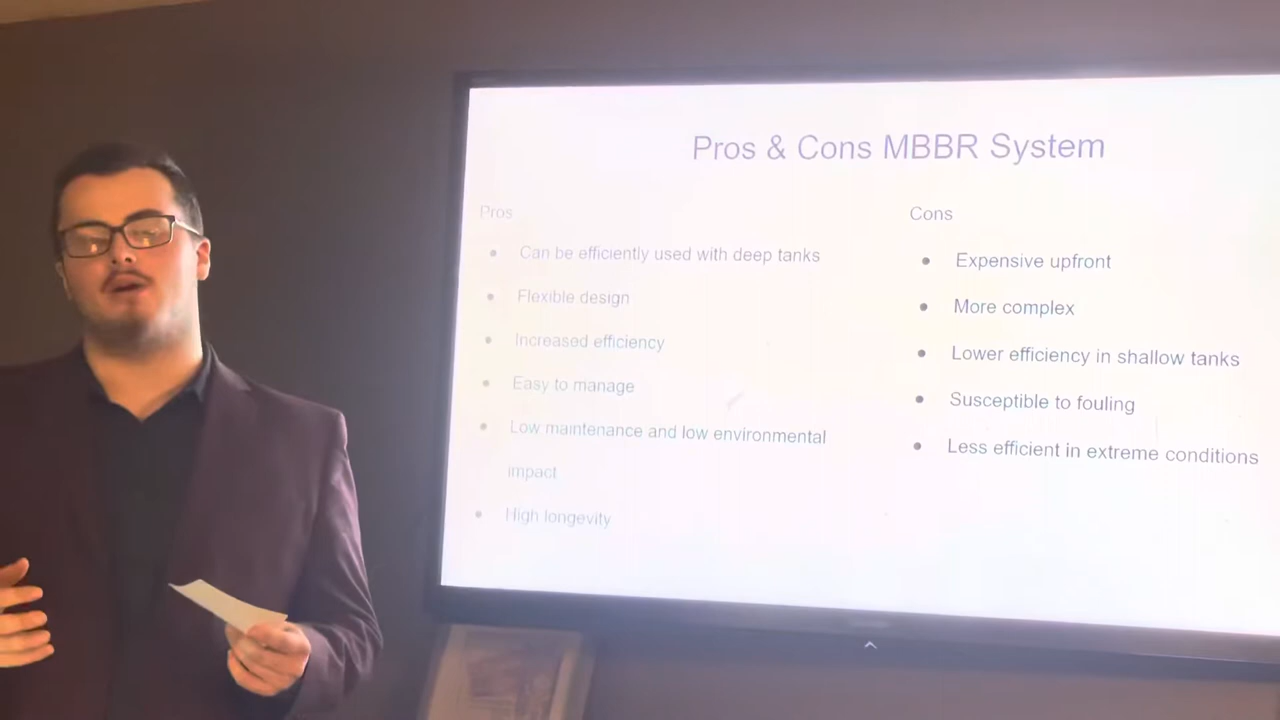 Pros & Cons MBBR System
Pros
Can be efficiently used with deep tanks
Flexible design
Increased efficiency
Easy to manage
Low maintenance and low environmental
impact
High longevity
Cons
Expensive upfront
More complex
Lower efficiency in shallow tanks
Susceptible to fouling
Less efficient in extreme conditions